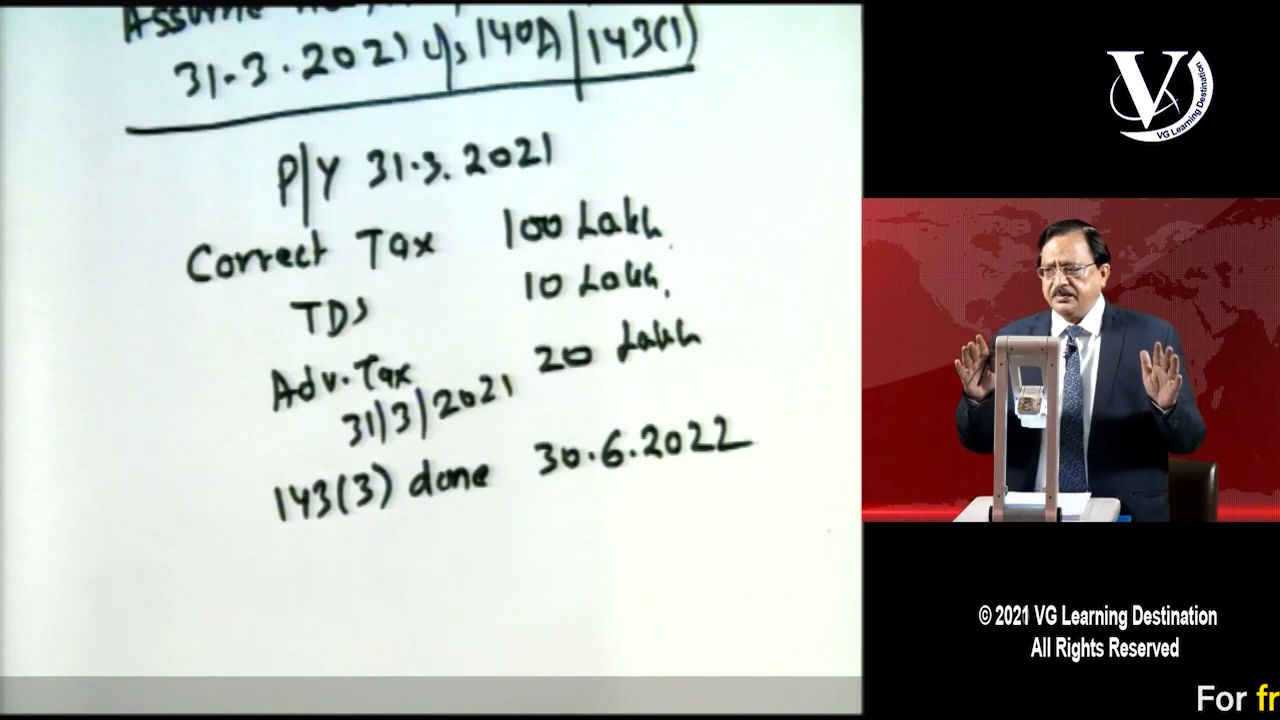 Assume
31.3.2021 u/s 140A | 143(1)
P/Y 31.3.2021
Correct Tax 100 Lakh
TDS 10 Lakh
Adv. Tax 20 Lakh
31/3/2021
143(3) done 30.6.2022
V
VG Learning Destination
© 2021 VG Learning Destination
All Rights Reserved
For fr